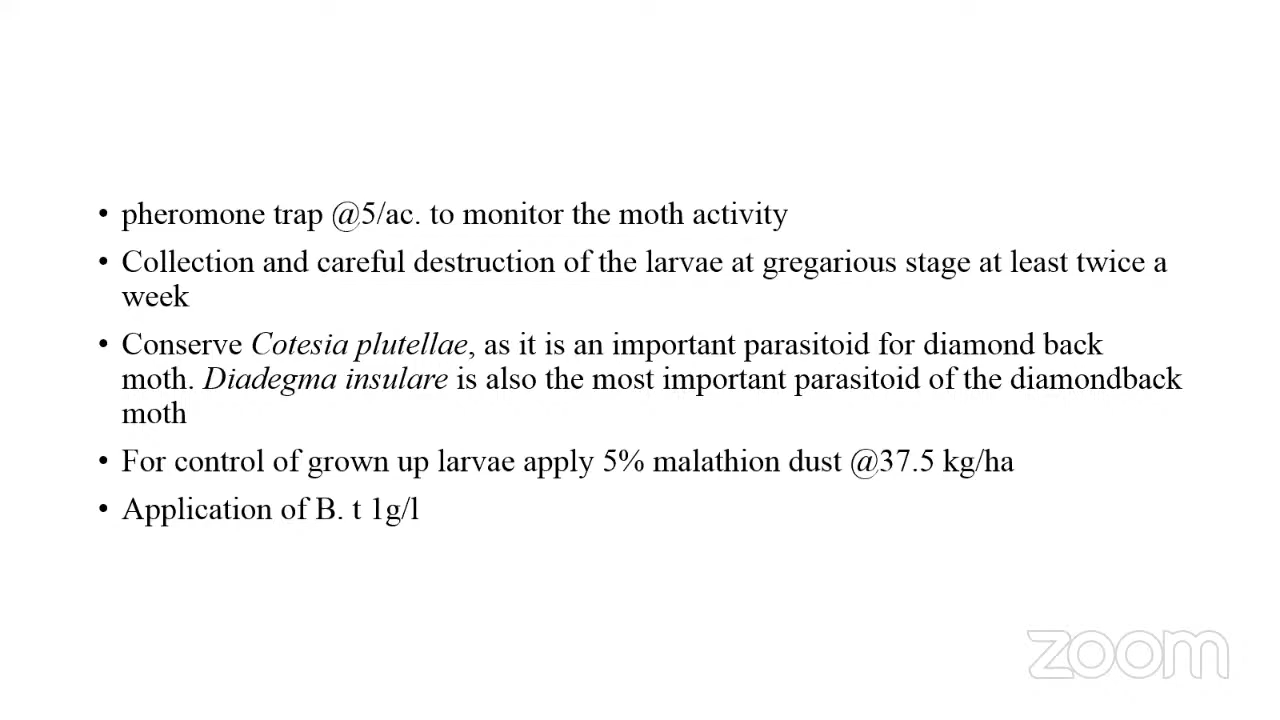 • pheromone trap @5/ac. to monitor the moth activity
• Collection and careful destruction of the larvae at gregarious stage at least twice a
week
• Conserve Cotesia plutellae, as it is an important parasitoid for diamond back
moth. Diadegma insulare is also the most important parasitoid of the diamondback
moth
• For control of grown up larvae apply 5% malathion dust @37.5 kg/ha
• Application of B. t 1g/l
zoom